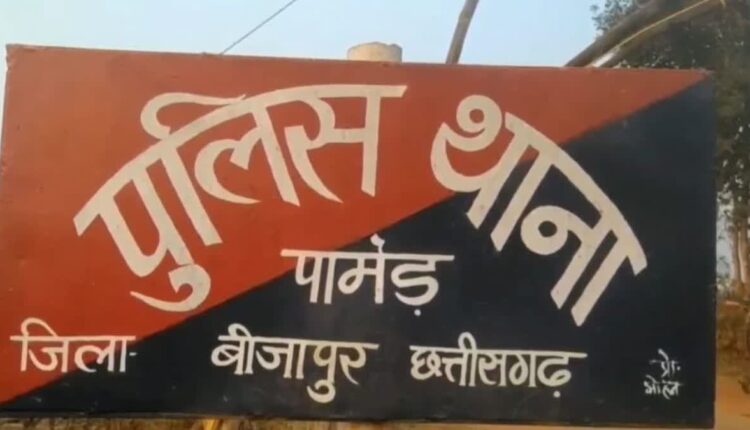 पुलिस थाना
पामेड़
जिला- बीजापुर छत्तीसगढ़
प्रे.